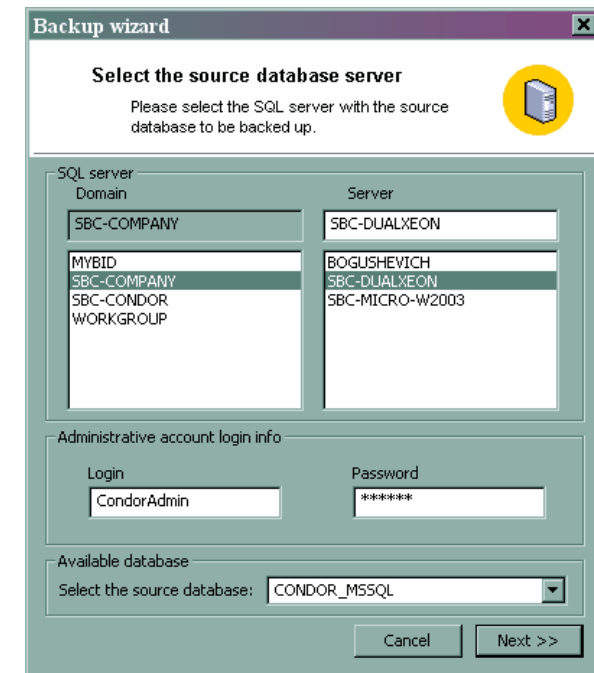 Backup wizard
Select the source database server
Please select the SQL server with the source
database to be backed up.
SQL server
Domain
Server
SBC-COMPANY
SBC-DUALXEON
MYBID
SBC-COMPANY
SBC-CONDOR
WORKGROUP
BOGUSHEVICH
SBC-DUALXEON
SBC-MICRO-W2003
Administrative account login info
Login
Password
CondorAdmin
******
Available database
Select the source database:
CONDOR_MSSQL
Cancel
Next >>